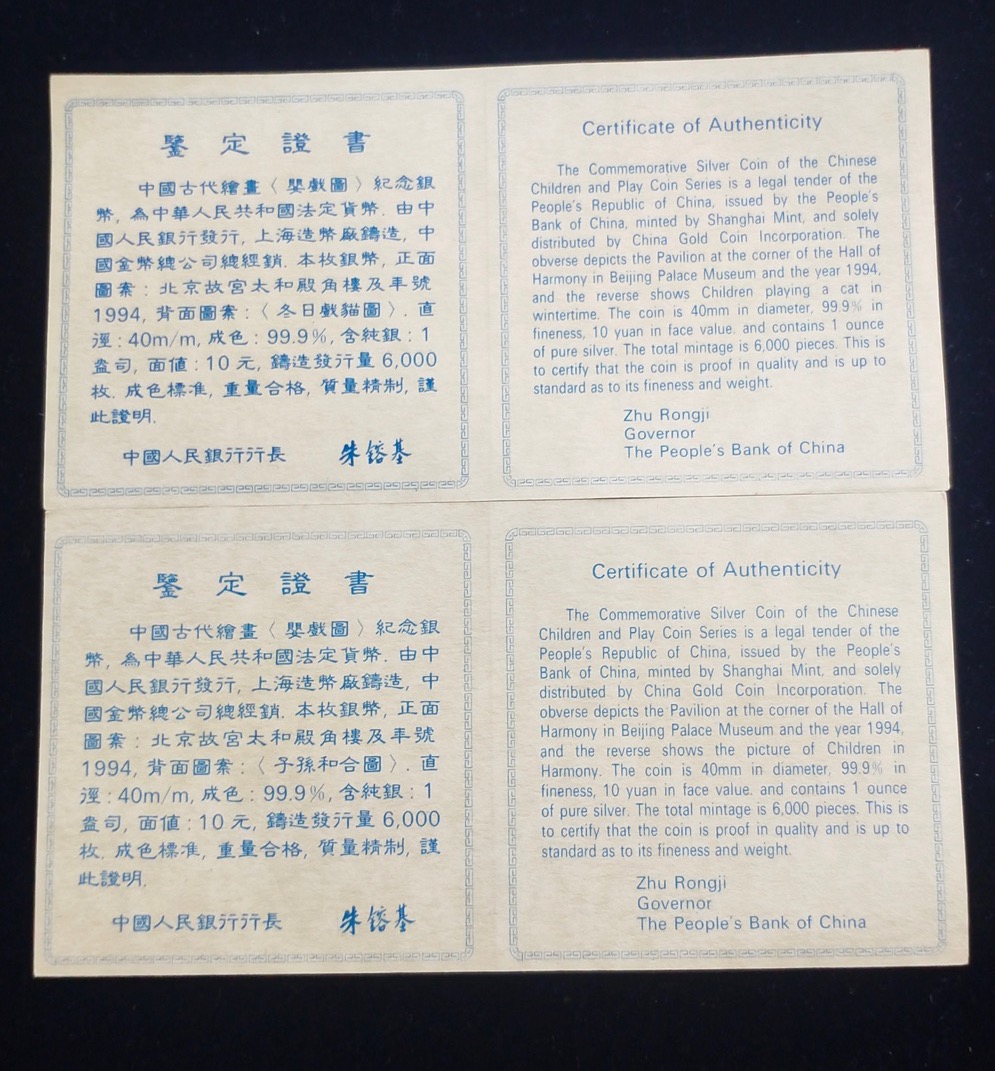 鑒定證書
中國古代繪畫〈嬰戲圖〉紀念銀
幣, 為中華人民共和國法定貨幣. 由中
國人民銀行發行, 上海造幣廠鑄造, 中
國金幣總公司總經銷. 本枚銀幣, 正面
圖案: 北京故宮太和殿角樓及年號
1994, 背面圖案:〈冬日戲貓圖〉. 直
徑: 40m/m, 成色: 99.9%, 含純銀: 1
盎司, 面值: 10元, 鑄造發行量6,000
枚. 成色標准, 重量合格, 質量精制, 謹
此證明.
中國人民銀行行長 朱鎔基
Certificate of Authenticity
The Commemorative Silver Coin of the Chinese
Children and Play Coin Series is a legal tender of the
People's Republic of China, issued by the People's
Bank of China, minted by Shanghai Mint, and solely
distributed by China Gold Coin Incorporation. The
obverse depicts the Pavilion at the corner of the Hall of
Harmony in Beijing Palace Museum and the year 1994,
and the reverse shows Children playing a cat in
wintertime. The coin is 40mm in diameter, 99.9% in
fineness, 10 yuan in face value. and contains 1 ounce
of pure silver. The total mintage is 6,000 pieces. This is
to certify that the coin is proof in quality and is up to
standard as to its fineness and weight.
Zhu Rongji
Governor
The People's Bank of China
鑒定證書
中國古代繪畫〈嬰戲圖〉紀念銀
幣, 為中華人民共和國法定貨幣. 由中
國人民銀行發行, 上海造幣廠鑄造, 中
國金幣總公司總經銷. 本枚銀幣, 正面
圖案: 北京故宮太和殿角樓及年號
1994, 背面圖案:〈子孫和合圖〉. 直
徑: 40m/m, 成色: 99.9%, 含純銀: 1
盎司, 面值: 10元, 鑄造發行量6,000
枚. 成色標准, 重量合格, 質量精制, 謹
此證明.
中國人民銀行行長 朱鎔基
Certificate of Authenticity
The Commemorative Silver Coin of the Chinese
Children and Play Coin Series is a legal tender of the
People's Republic of China, issued by the People's
Bank of China, minted by Shanghai Mint, and solely
distributed by China Gold Coin Incorporation. The
obverse depicts the Pavilion at the corner of the Hall of
Harmony in Beijing Palace Museum and the year 1994,
and the reverse shows the picture of Children in
Harmony. The coin is 40mm in diameter, 99.9% in
fineness, 10 yuan in face value. and contains 1 ounce
of pure silver. The total mintage is 6,000 pieces. This is
to certify that the coin is proof in quality and is up to
standard as to its fineness and weight.
Zhu Rongji
Governor
The People's Bank of China